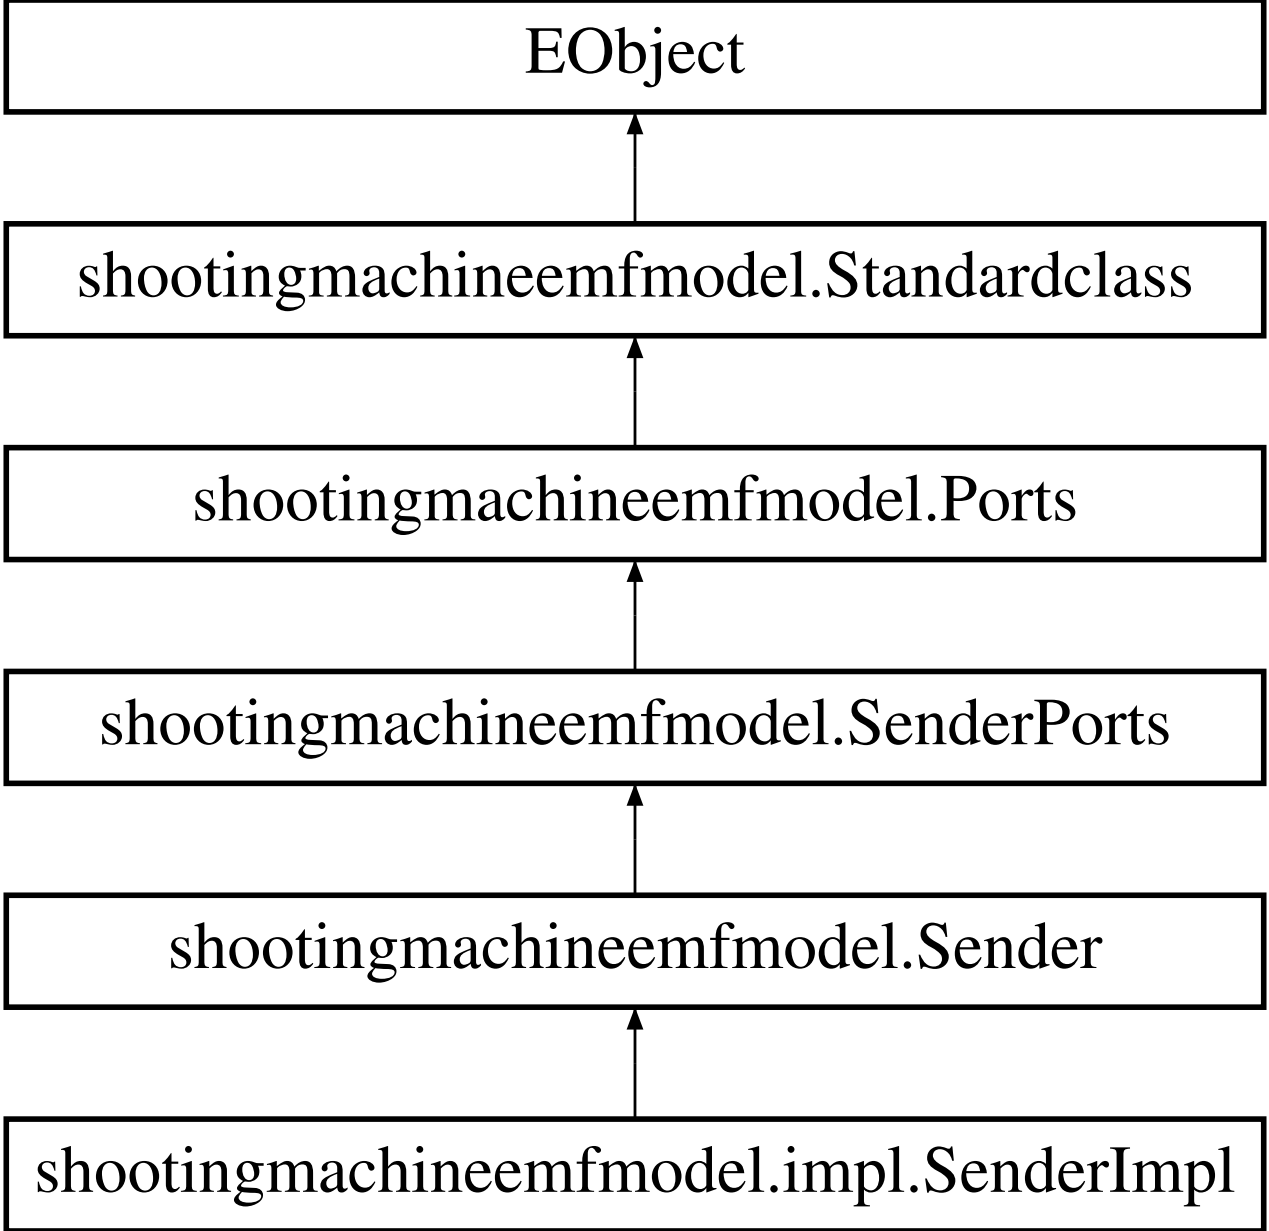 EObject
shootingmachineemfmodel.Standardclass
shootingmachineemfmodel.Ports
shootingmachineemfmodel.SenderPorts
shootingmachineemfmodel.Sender
shootingmachineemfmodel.impl.SenderImpl